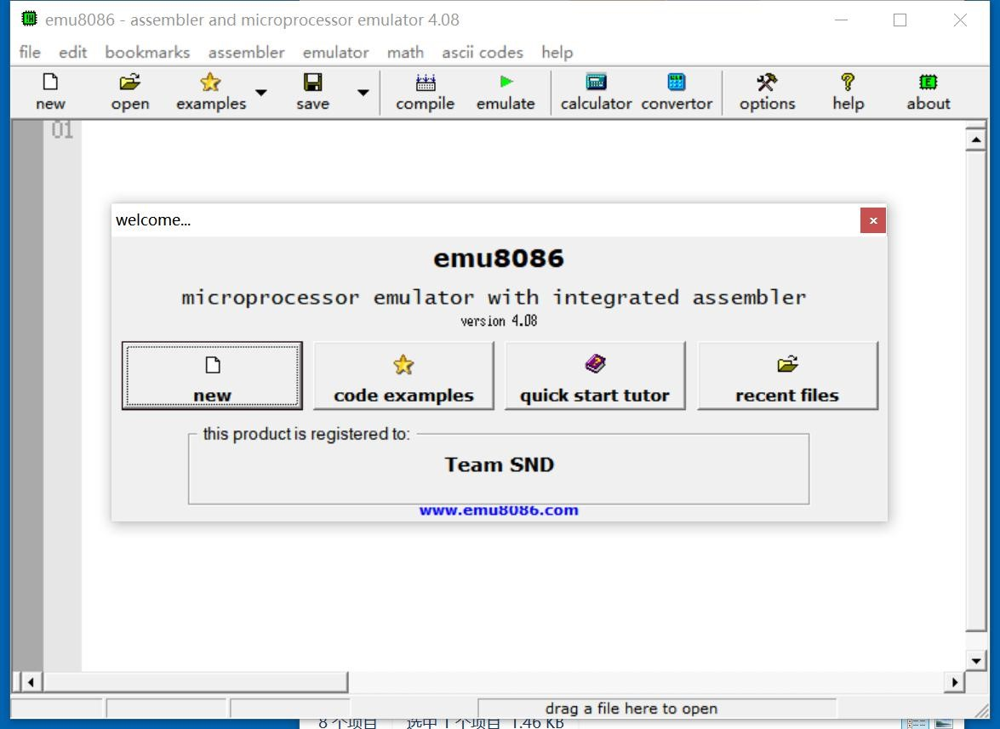 emu8086 - assembler and microprocessor emulator 4.08
file edit bookmarks assembler emulator math ascii codes help
new open examples save compile emulate calculator convertor options help about
01
welcome...
emu8086
microprocessor emulator with integrated assembler
version 4.08
new code examples quick start tutor recent files
this product is registered to:
Team SND
www.emu8086.com
drag a file here to open
8 个项目 选中 1 个项目 1.46 KB